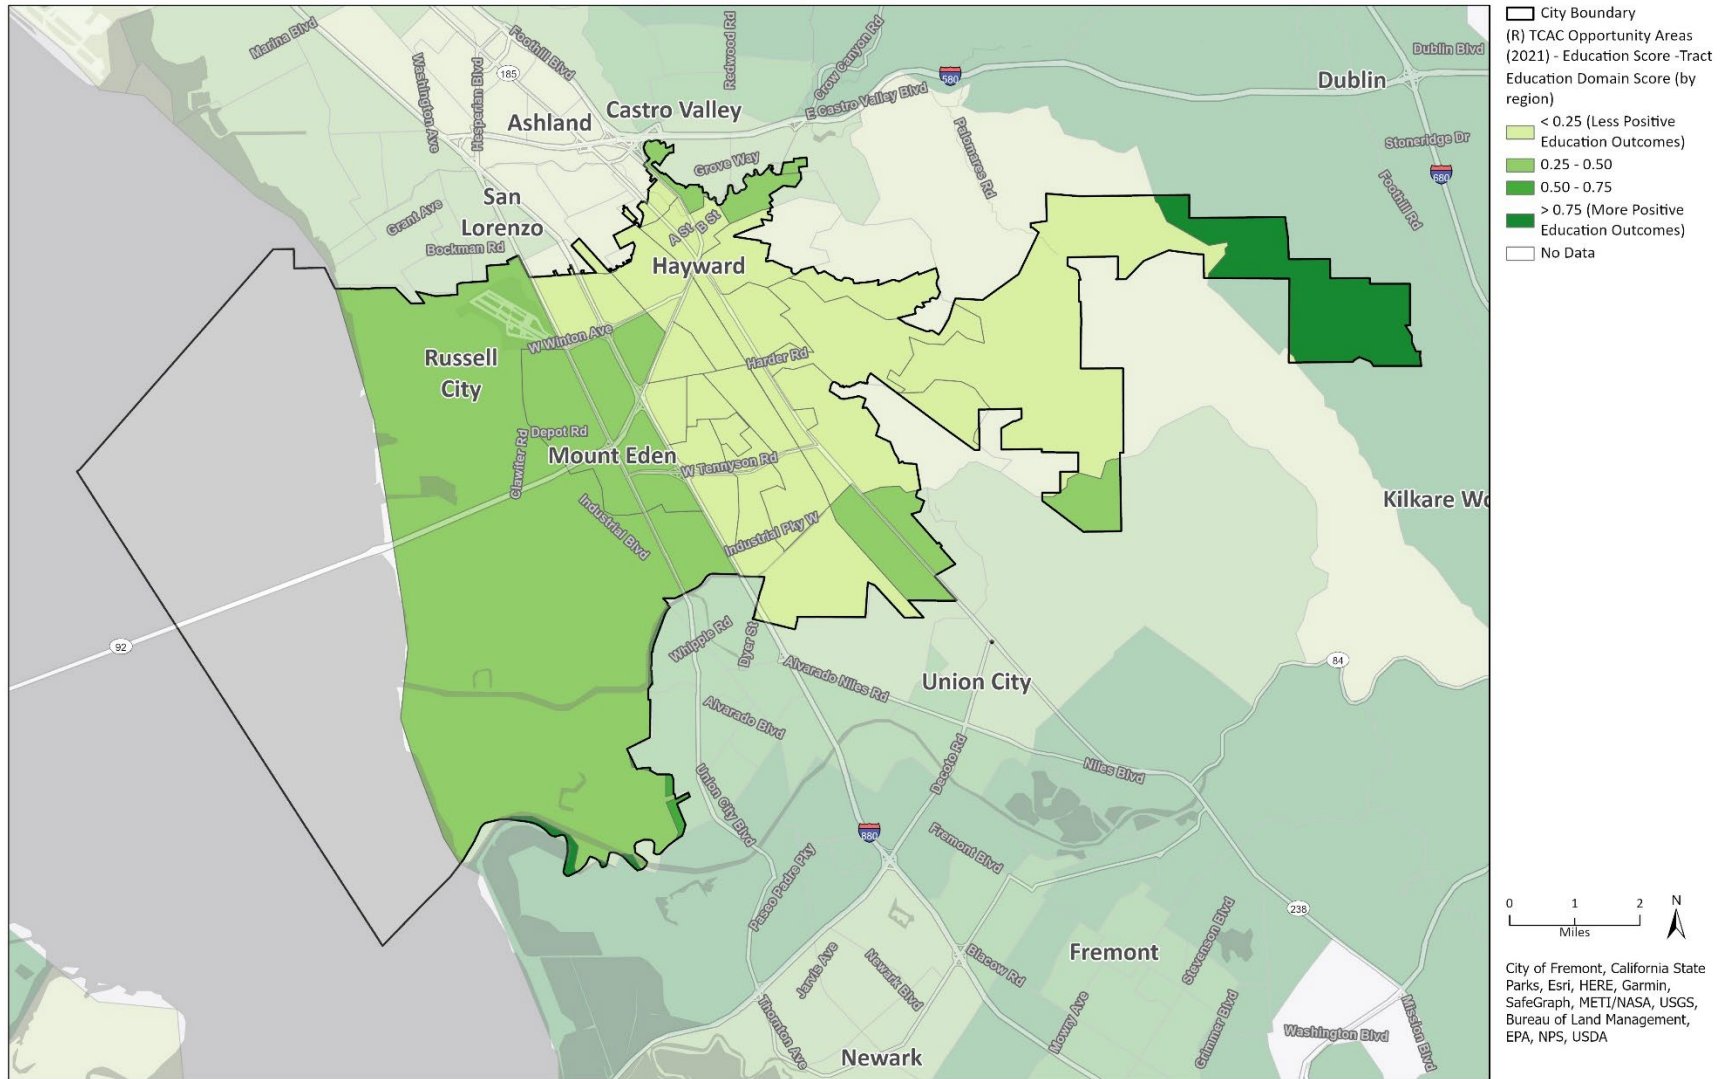 Marina Blvd
Foothill Blvd
Redwood Rd
Crow Canyon Rd
Washington Ave
Hesperian Blvd
185
580
Dublin Blvd
Dublin
Castro Valley
E Castro Valley Blvd
Ashland
Palomares Rd
Stoneridge Dr
Grove Way
680
Foothill Rd
San
Lorenzo
Grant Ave
Bockman Rd
A St
B St
Hayward
W Winton Ave
Russell
City
Harder Rd
Depot Rd
Mount Eden
Clawiter Rd
W Tennyson Rd
Industrial Blvd
Industrial Pky W
Kilkare Wo
92
Whipple Rd
Dyer St
Alvarado Niles Rd
Union City
84
Alvarado Blvd
Decoto Rd
Niles Blvd
Union City Blvd
880
Fremont Blvd
Paseo Padre Pky
238
Stevenson Blvd
Fremont
Blacow Rd
Jarvis Ave
Newark Blvd
Thornton Ave
Mowry Ave
Grimmer Blvd
Washington Blvd
Mission Blvd
Newark
City Boundary
(R) TCAC Opportunity Areas
(2021) - Education Score -Tract
Education Domain Score (by
region)
< 0.25 (Less Positive
Education Outcomes)
0.25 - 0.50
0.50 - 0.75
> 0.75 (More Positive
Education Outcomes)
No Data
0 1 2
Miles
N
City of Fremont, California State
Parks, Esri, HERE, Garmin,
SafeGraph, METI/NASA, USGS,
Bureau of Land Management,
EPA, NPS, USDA